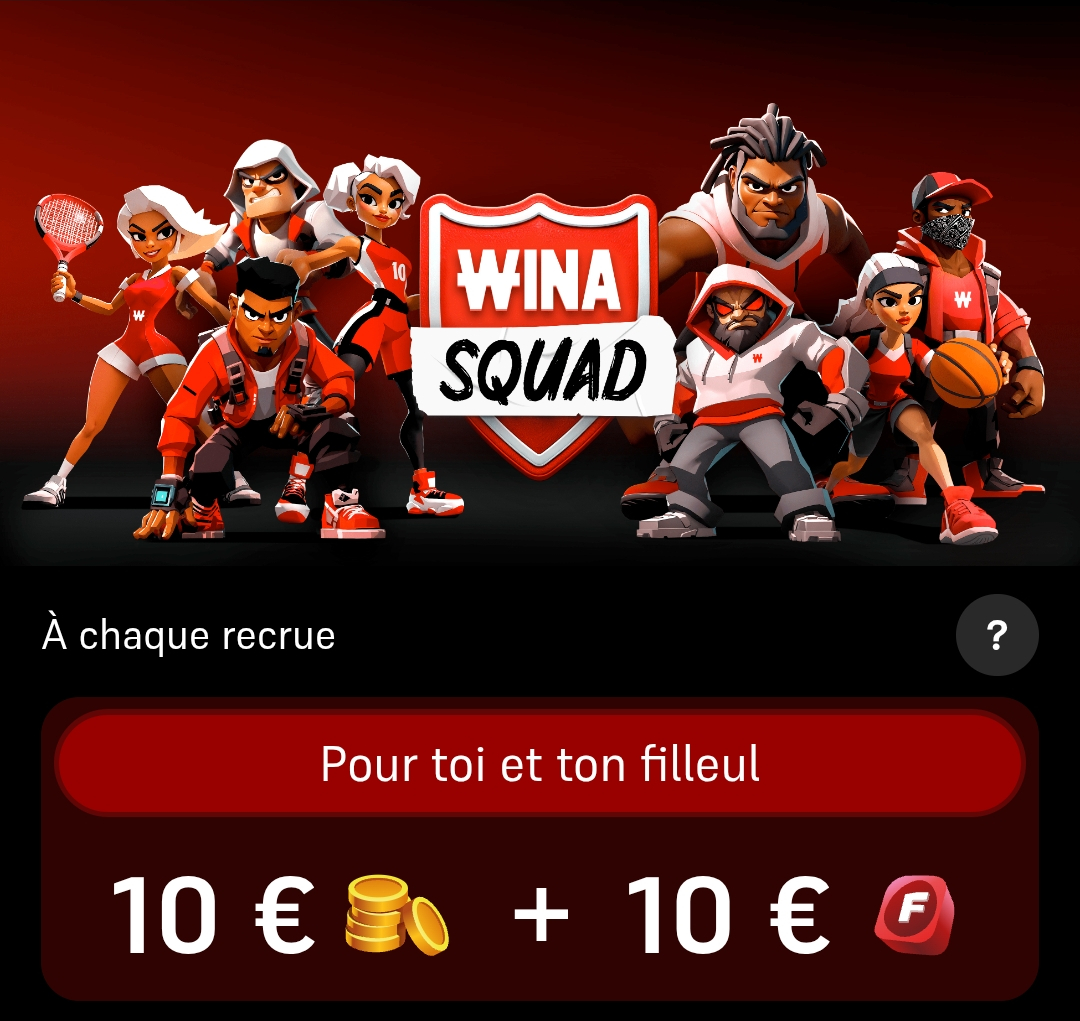 WINA
SQUAD
10
À chaque recrue
?
Pour toi et ton filleul
10 € + 10 € F